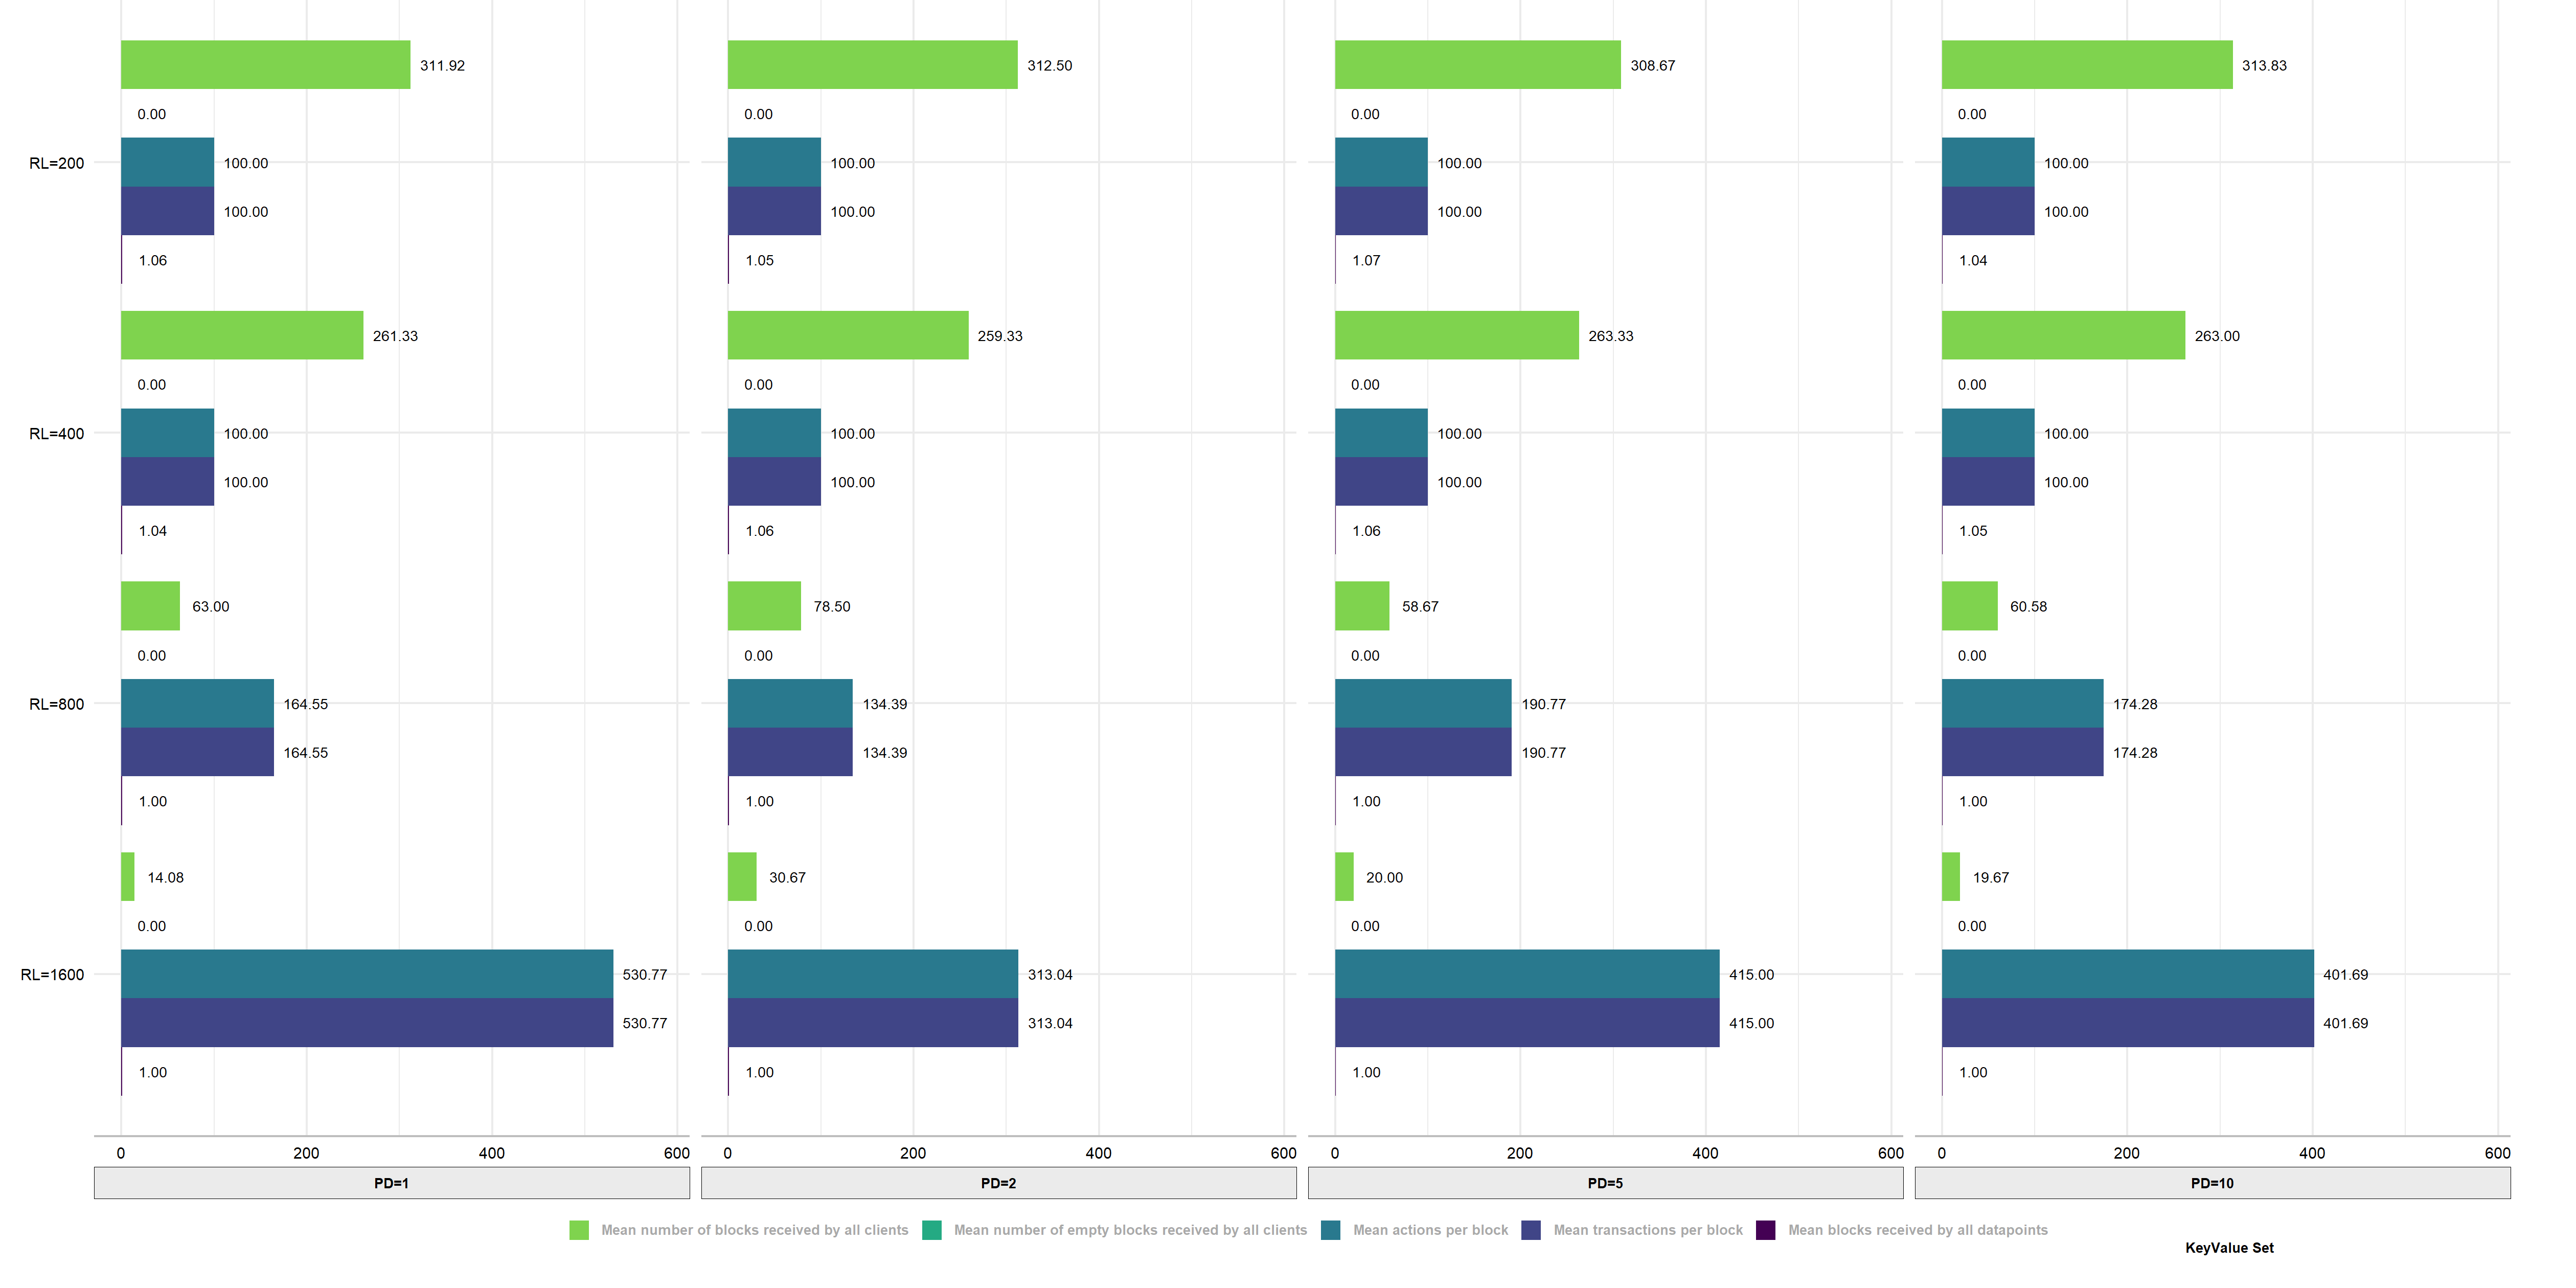 311.92 312.50 308.67 313.83
0.00 0.00 0.00 0.00
RL=200 100.00 100.00 100.00 100.00
100.00 100.00 100.00 100.00
1.06 1.05 1.07 1.04
261.33 259.33 263.33 263.00
0.00 0.00 0.00 0.00
RL=400 100.00 100.00 100.00 100.00
100.00 100.00 100.00 100.00
1.04 1.06 1.06 1.05
63.00 78.50 58.67 60.58
0.00 0.00 0.00 0.00
RL=800 164.55 134.39 190.77 174.28
164.55 134.39 190.77 174.28
1.00 1.00 1.00 1.00
14.08 30.67 20.00 19.67
0.00 0.00 0.00 0.00
RL=1600 530.77 313.04 415.00 401.69
530.77 313.04 415.00 401.69
1.00 1.00 1.00 1.00
0 200 400 600 0 200 400 600 0 200 400 600 0 200 400 600
PD=1 PD=2 PD=5 PD=10
Mean number of blocks received by all clients Mean number of empty blocks received by all clients Mean actions per block Mean transactions per block Mean blocks received by all datapoints
KeyValue Set